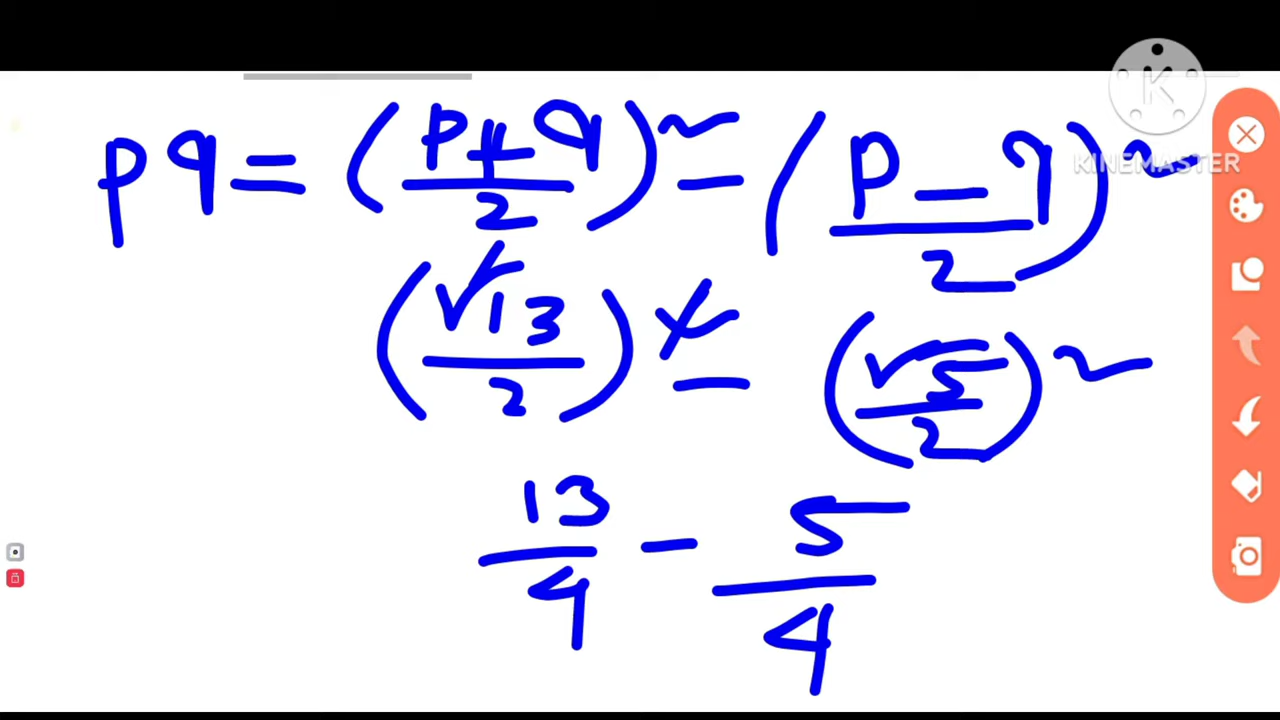 KINEMASTER
pq = (p+q/2)² - (p-q/2)²
(√13/2)² - (√5/2)²
13/4 - 5/4